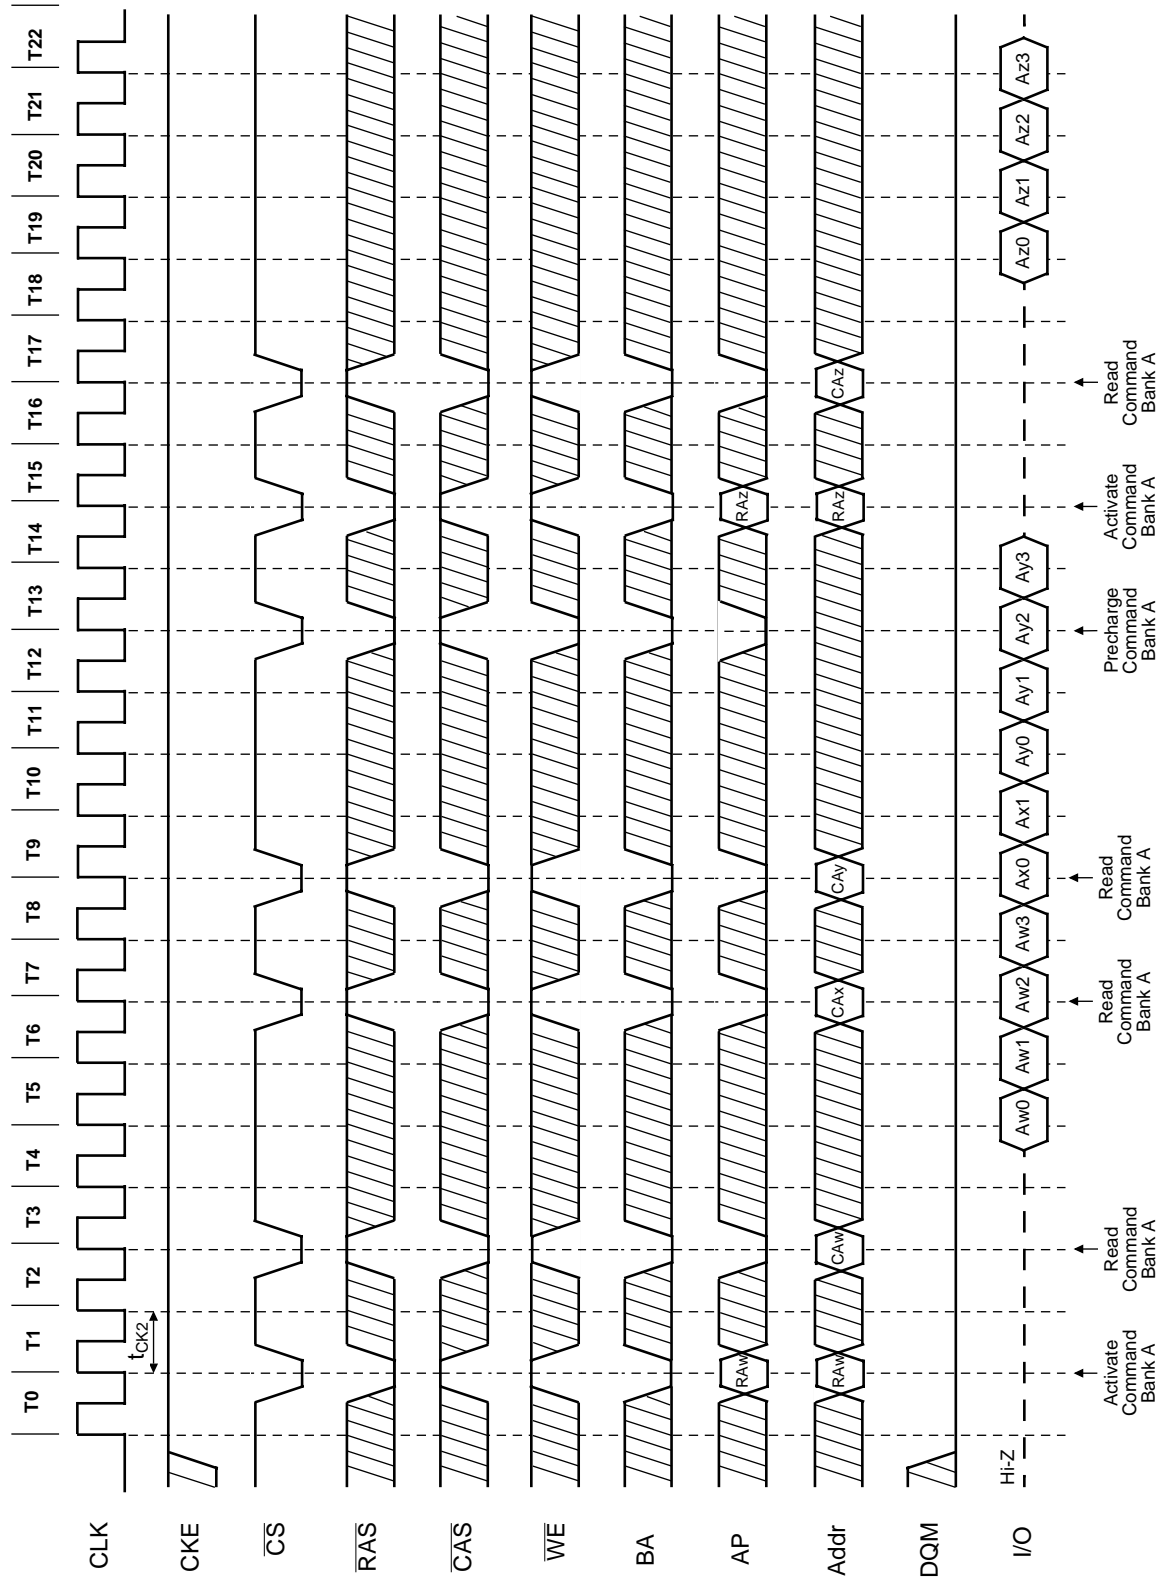 T0 T1 T2 T3 T4 T5 T6 T7 T8 T9 T10 T11 T12 T13 T14 T15 T16 T17 T18 T19 T20 T21 T22
CLK
tCK2
CKE
CS
RAS
CAS
WE
BA
AP
RAw RAz
Addr
RAw CAw CAx CAy RAz CAz
DQM
Hi-Z
I/O
Aw0 Aw1 Aw2 Aw3 Ax0 Ax1 Ay0 Ay1 Ay2 Ay3 Az0 Az1 Az2 Az3
Activate
Command
Bank A
Read
Command
Bank A
Read
Command
Bank A
Read
Command
Bank A
Precharge
Command
Bank A
Activate
Command
Bank A
Read
Command
Bank A